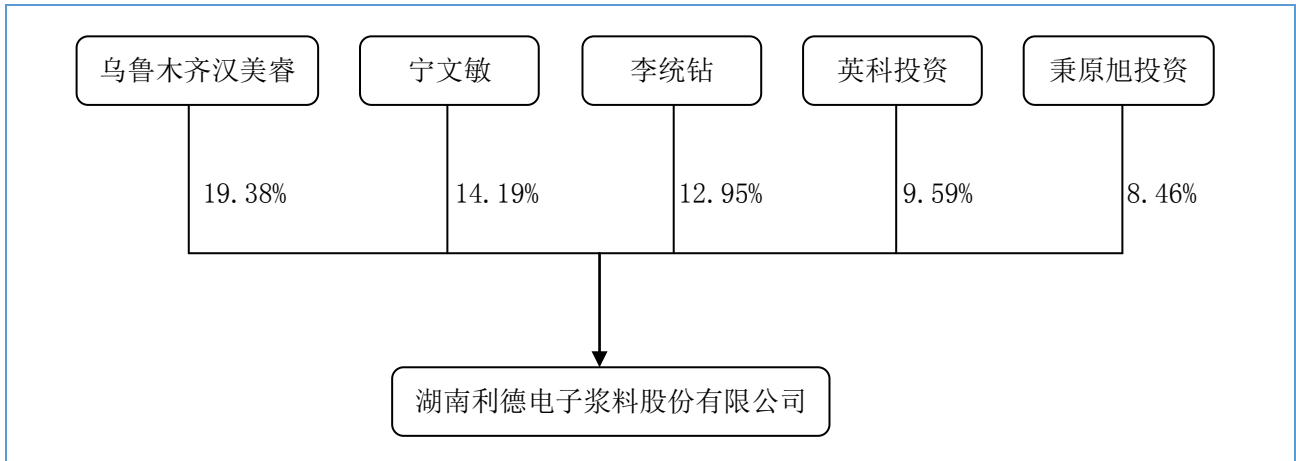 乌鲁木齐汉美睿
宁文敏
李统钻
英科投资
秉原旭投资
19.38%
14.19%
12.95%
9.59%
8.46%
湖南利德电子浆料股份有限公司